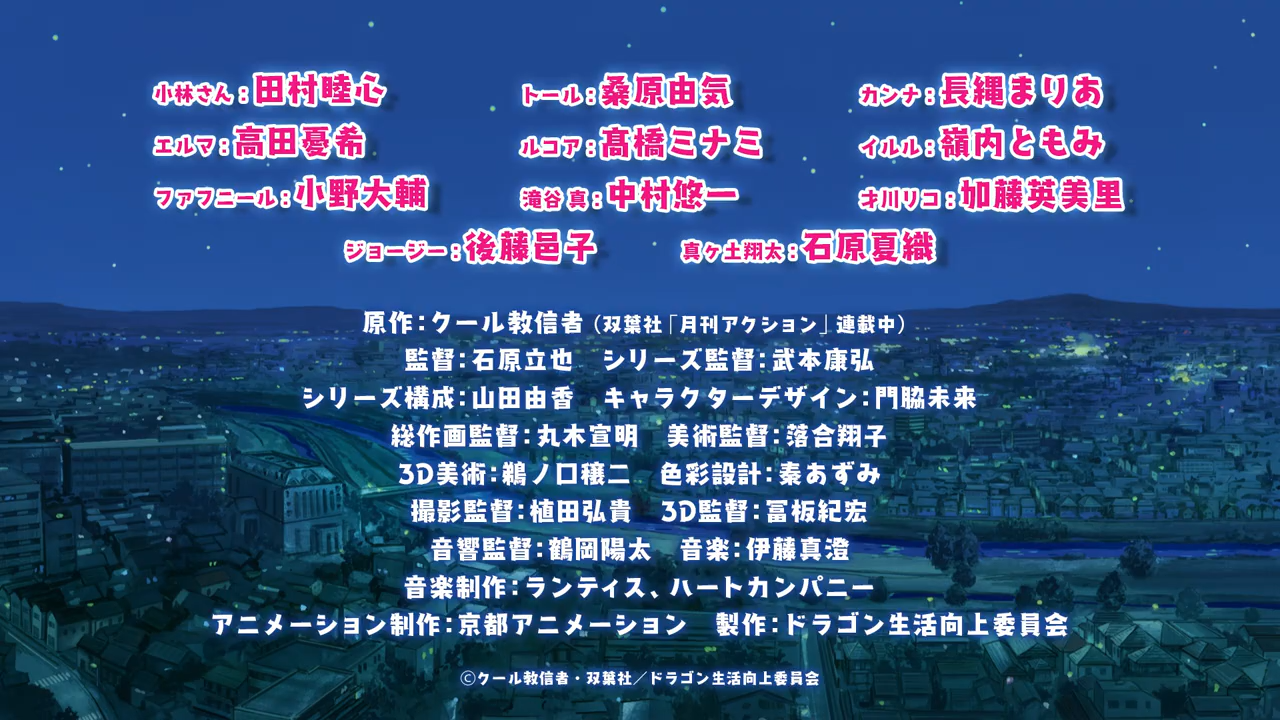 小林さん：田村睦心　トール：桑原由気　カンナ：長縄まりあ
エルマ：高田憂希　ルコア：髙橋ミナミ　イルル：嶺内ともみ
ファフニール：小野大輔　滝谷 真：中村悠一　才川リコ：加藤英美里
ジョージー：後藤邑子　真ヶ土翔太：石原夏織
原作：クール教信者（双葉社「月刊アクション」連載中）
監督：石原立也　シリーズ監督：武本康弘
シリーズ構成：山田由香　キャラクターデザイン：門脇未来
総作画監督：丸木宣明　美術監督：落合翔子
3D美術：鵜ノ口穣二　色彩設計：秦あずみ
撮影監督：植田弘貴　3D監督：冨板紀宏
音響監督：鶴岡陽太　音楽：伊藤真澄
音楽制作：ランティス、ハートカンパニー
アニメーション制作：京都アニメーション　製作：ドラゴン生活向上委員会
©クール教信者・双葉社／ドラゴン生活向上委員会